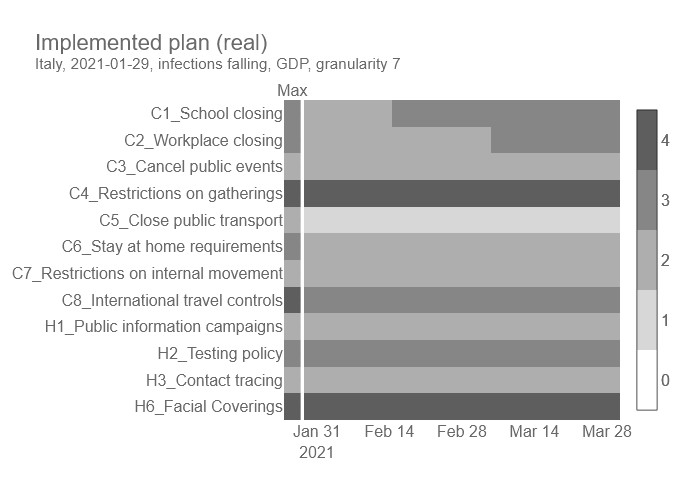 Implemented plan (real)
Italy, 2021-01-29, infections falling, GDP, granularity 7
Max
C1_School closing
C2_Workplace closing
C3_Cancel public events
C4_Restrictions on gatherings
C5_Close public transport
C6_Stay at home requirements
C7_Restrictions on internal movement
C8_International travel controls
H1_Public information campaigns
H2_Testing policy
H3_Contact tracing
H6_Facial Coverings
4
3
2
1
0
Jan 31 Feb 14 Feb 28 Mar 14 Mar 28
2021